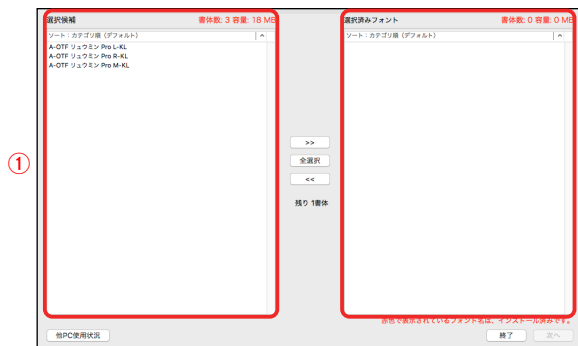 選択候補 書体数: 3 容量: 18 MB
ソート：カテゴリ順（デフォルト）
A-OTF リュウミン Pro L-KL
A-OTF リュウミン Pro R-KL
A-OTF リュウミン Pro M-KL
①
>>
全選択
<<
残り 1書体
選択済みフォント 書体数: 0 容量: 0 MB
ソート：カテゴリ順（デフォルト）
赤色で表示されているフォント名は、インストール済みです。
他PC使用状況
終了
次へ